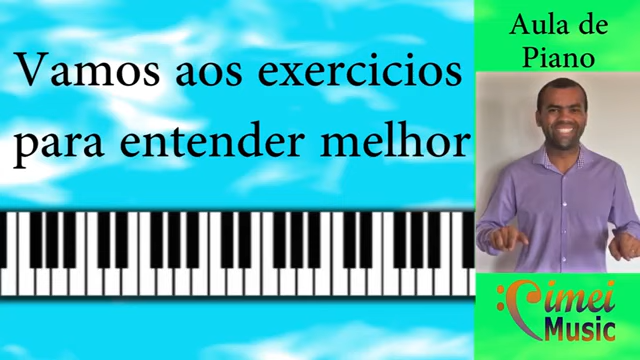 Vamos aos exercicios
para entender melhor
Aula de
Piano
Cimei
Music